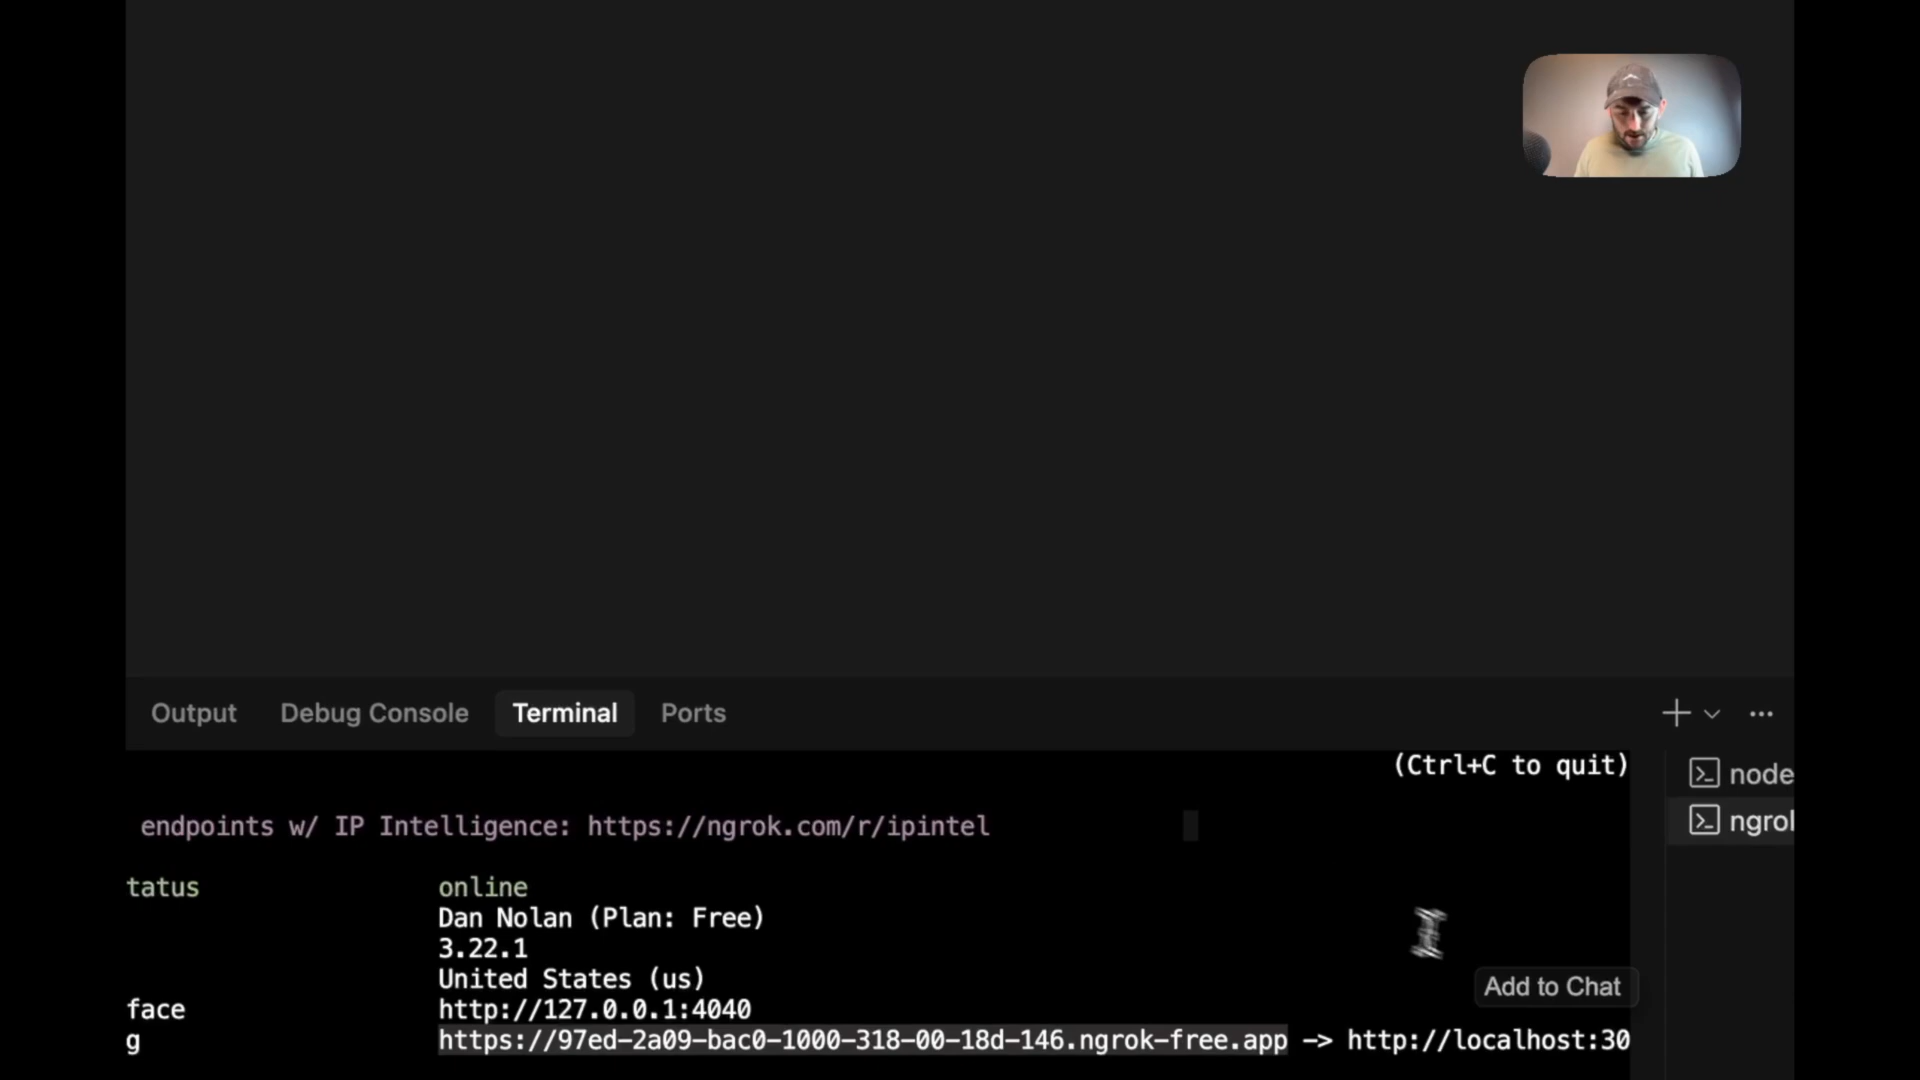 Output Debug Console Terminal Ports
(Ctrl+C to quit)
node
endpoints w/ IP Intelligence: https://ngrok.com/r/ipintel
ngrol
tatus online
Dan Nolan (Plan: Free)
3.22.1
United States (us)
Add to Chat
face http://127.0.0.1:4040
g https://97ed-2a09-bac0-1000-318-00-18d-146.ngrok-free.app -> http://localhost:30